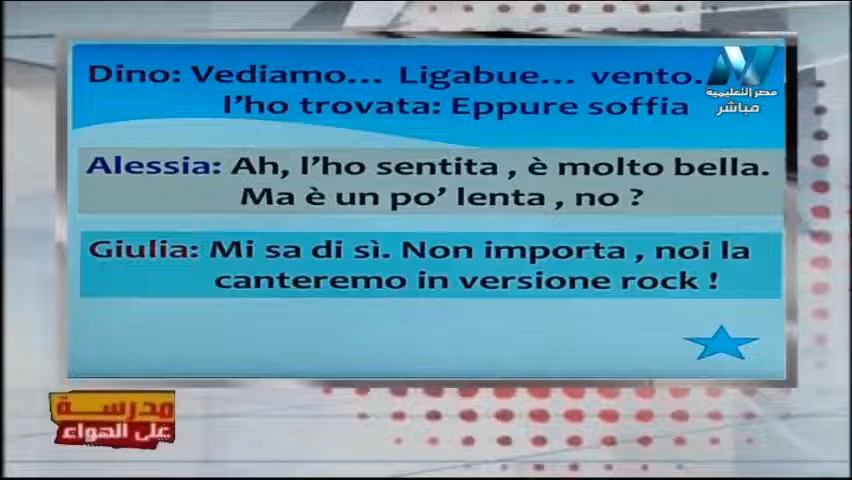 Dino: Vediamo... Ligabue... vento.
l'ho trovata: Eppure soffia
مصر التعليمية
مباشر
Alessia: Ah, l'ho sentita , è molto bella.
Ma è un po' lenta , no ?
Giulia: Mi sa di sì. Non importa , noi la
canteremo in versione rock !
مدرسة
على الهواء